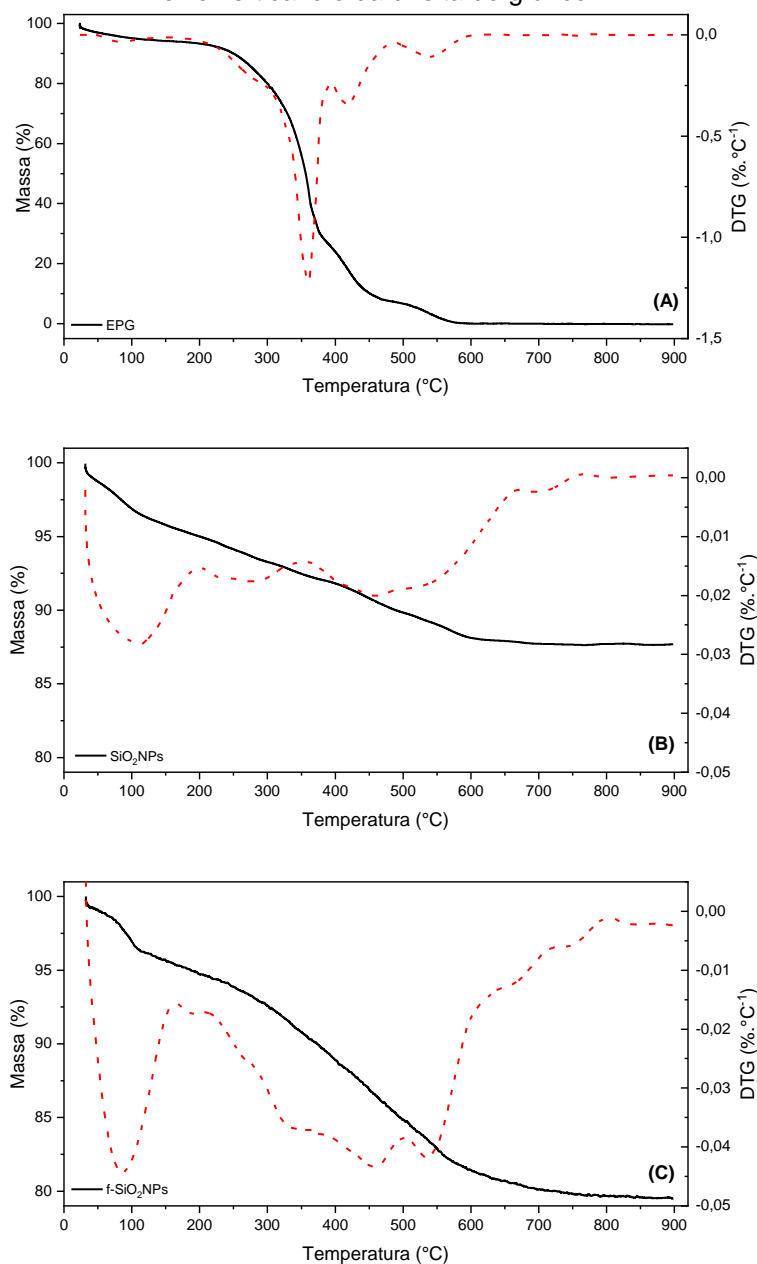 100
80
60
40
20
0
Massa (%)
0,0
-0,5
-1,0
-1,5
DTG (%.°C⁻¹)
(A)
EPG
0 100 200 300 400 500 600 700 800 900
Temperatura (°C)
100
95
90
85
80
Massa (%)
0,00
-0,01
-0,02
-0,03
-0,04
-0,05
DTG (%.°C⁻¹)
(B)
SiO₂NPs
0 100 200 300 400 500 600 700 800 900
Temperatura (°C)
100
95
90
85
80
Massa (%)
0,00
-0,01
-0,02
-0,03
-0,04
-0,05
DTG (%.°C⁻¹)
(C)
f-SiO₂NPs
0 100 200 300 400 500 600 700 800 900
Temperatura (°C)